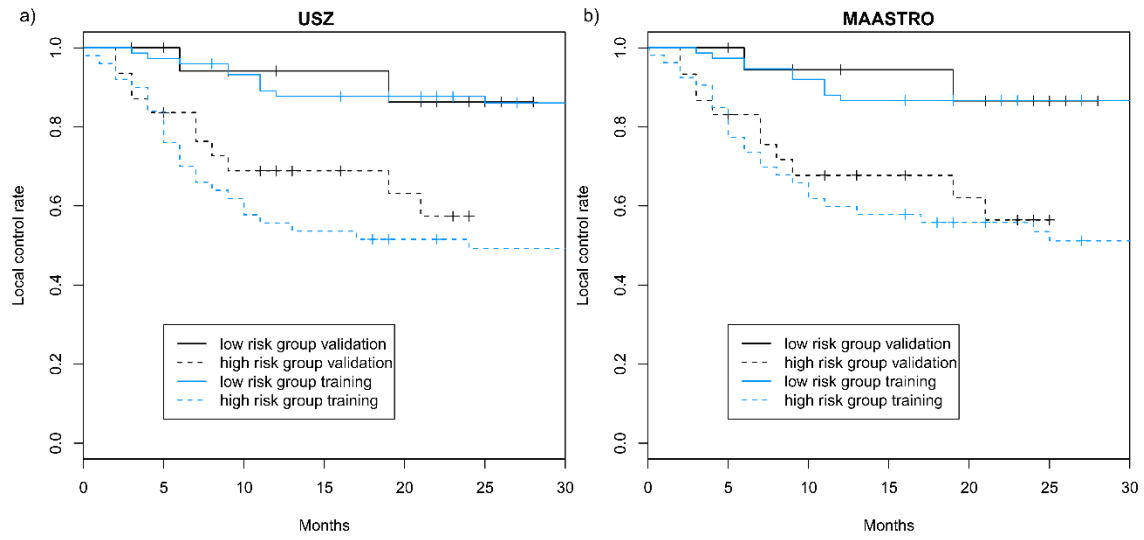 a)
USZ
Local control rate
1.0
0.8
0.6
0.4
0.2
0.0
low risk group validation
high risk group validation
low risk group training
high risk group training
0 5 10 15 20 25 30
Months
b)
MAASTRO
Local control rate
1.0
0.8
0.6
0.4
0.2
0.0
low risk group validation
high risk group validation
low risk group training
high risk group training
0 5 10 15 20 25 30
Months